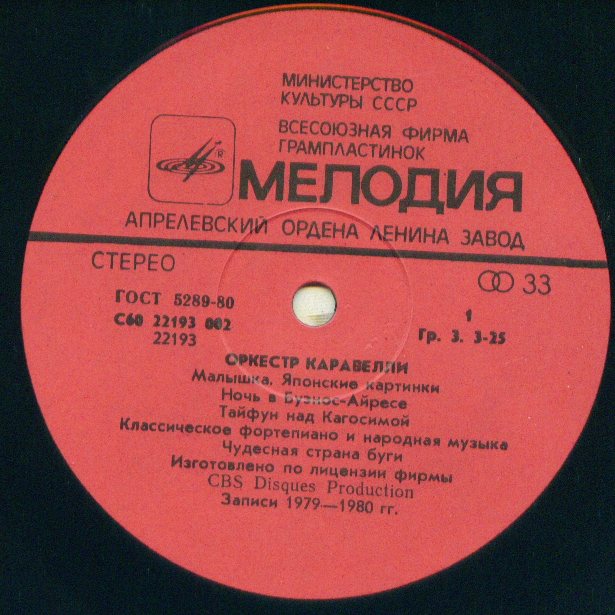 МИНИСТЕРСТВО
КУЛЬТУРЫ СССР
ВСЕСОЮЗНАЯ ФИРМА
ГРАМПЛАСТИНОК
МЕЛОДИЯ
АПРЕЛЕВСКИЙ ОРДЕНА ЛЕНИНА ЗАВОД
СТЕРЕО
33
ГОСТ 5289-80
С60 22193 002
22193
1
Гр. 3. 3-25
ОРКЕСТР КАРАВЕЛЛИ
Малышка. Японские картинки
Ночь в Буэнос-Айресе
Тайфун над Кагосимой
Классическое фортепиано и народная музыка
Чудесная страна буги
Изготовлено по лицензии фирмы
CBS Disques Production
Записи 1979—1980 гг.